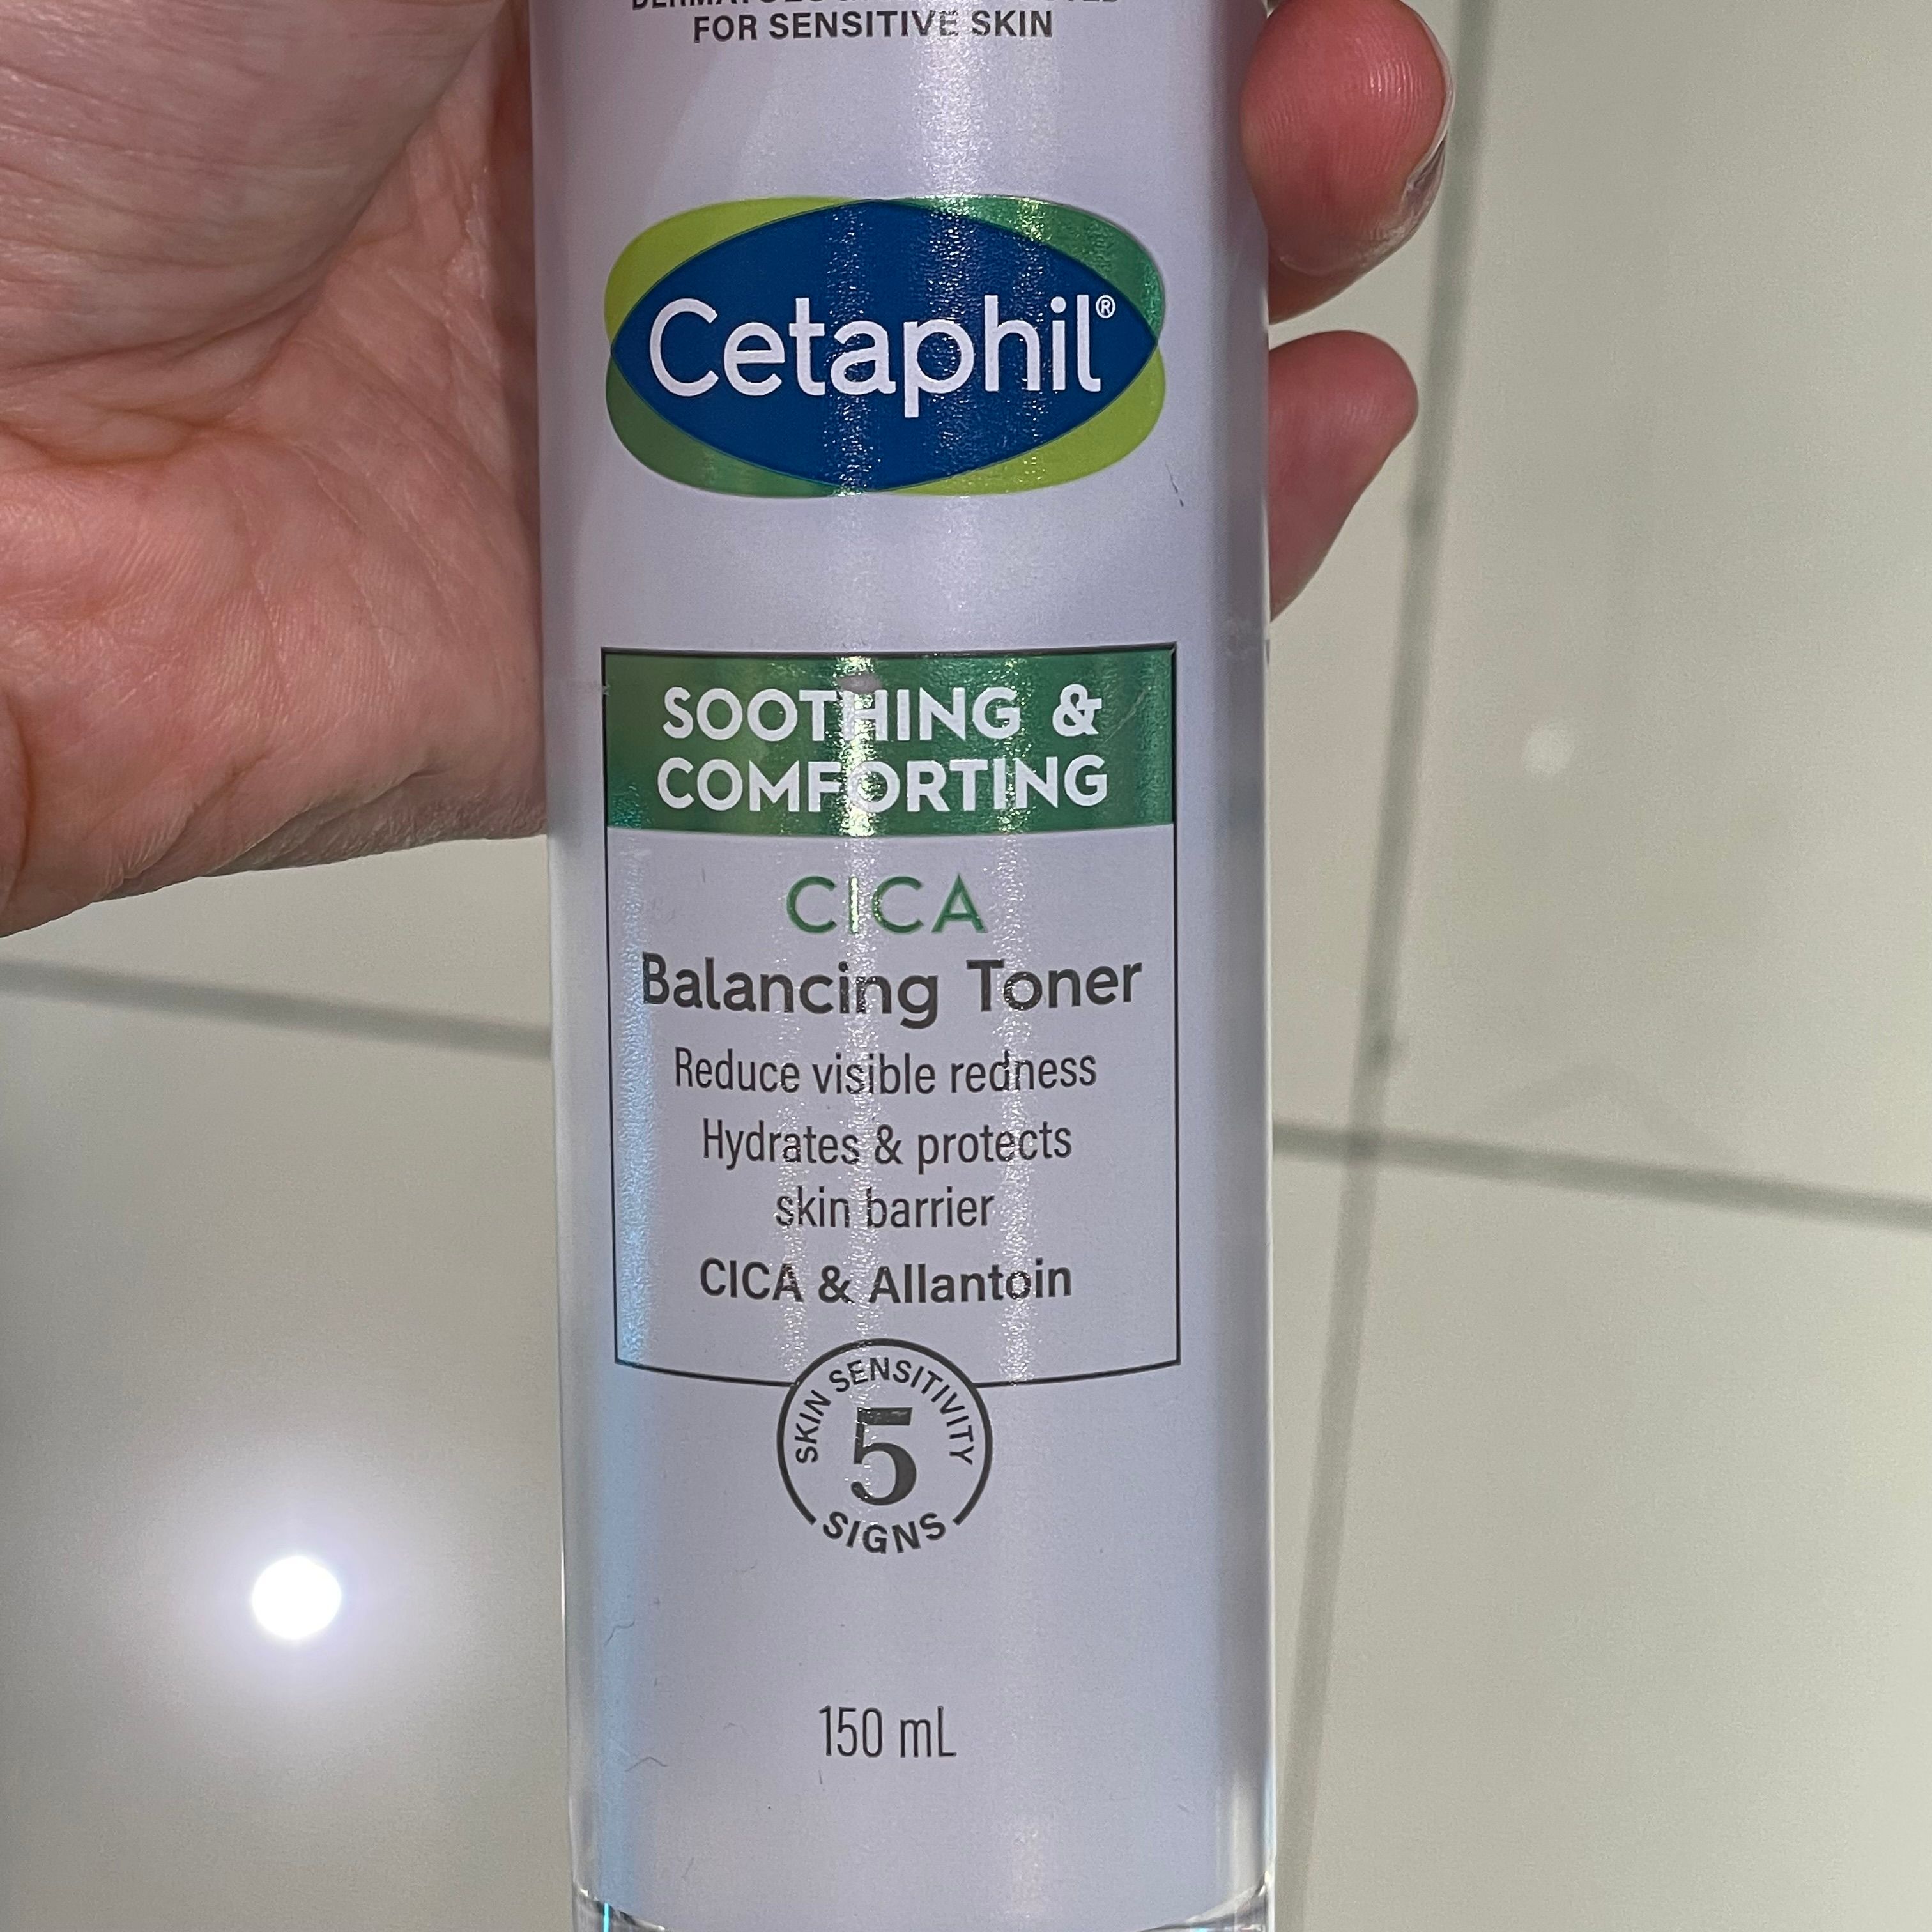 FOR SENSITIVE SKIN
Cetaphil®
SOOTHING &
COMFORTING
CICA
Balancing Toner
Reduce visible redness
Hydrates & protects
skin barrier
CICA & Allantoin
SKIN SENSITIVITY
5
SIGNS
150 mL